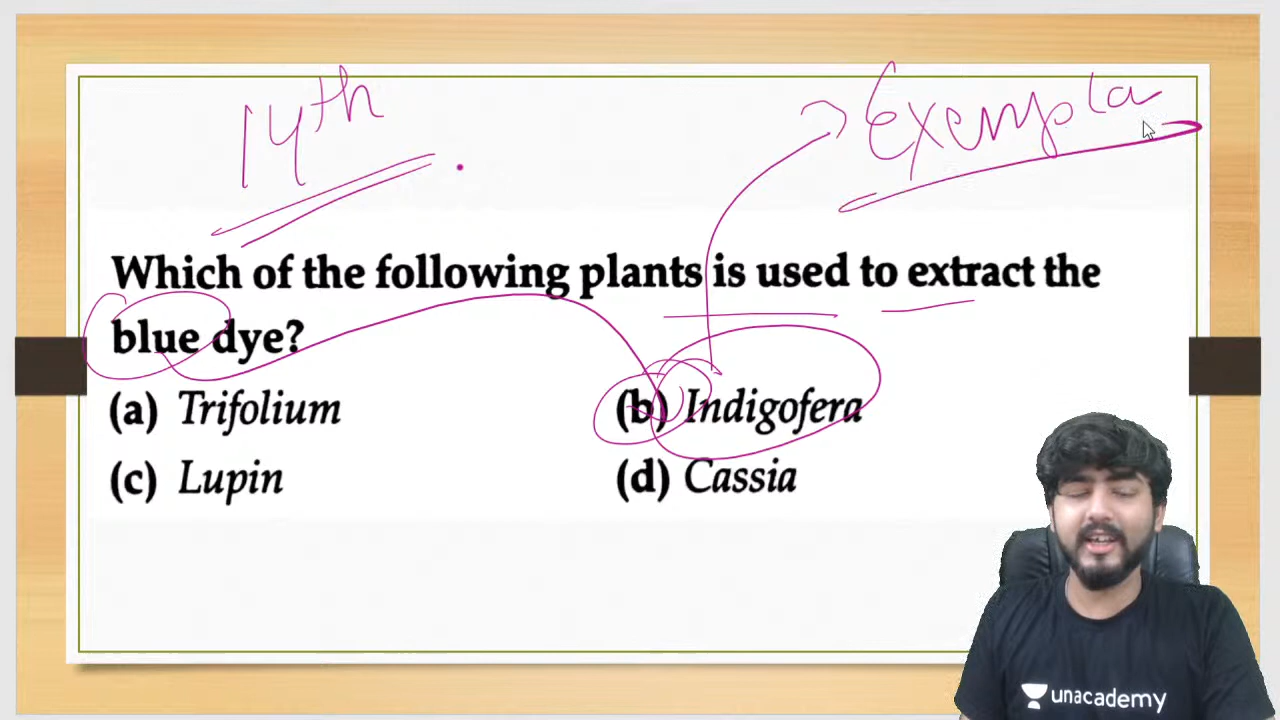 14th
Exempla
Which of the following plants is used to extract the
blue dye?
(a) Trifolium (b) Indigofera
(c) Lupin (d) Cassia
unacademy